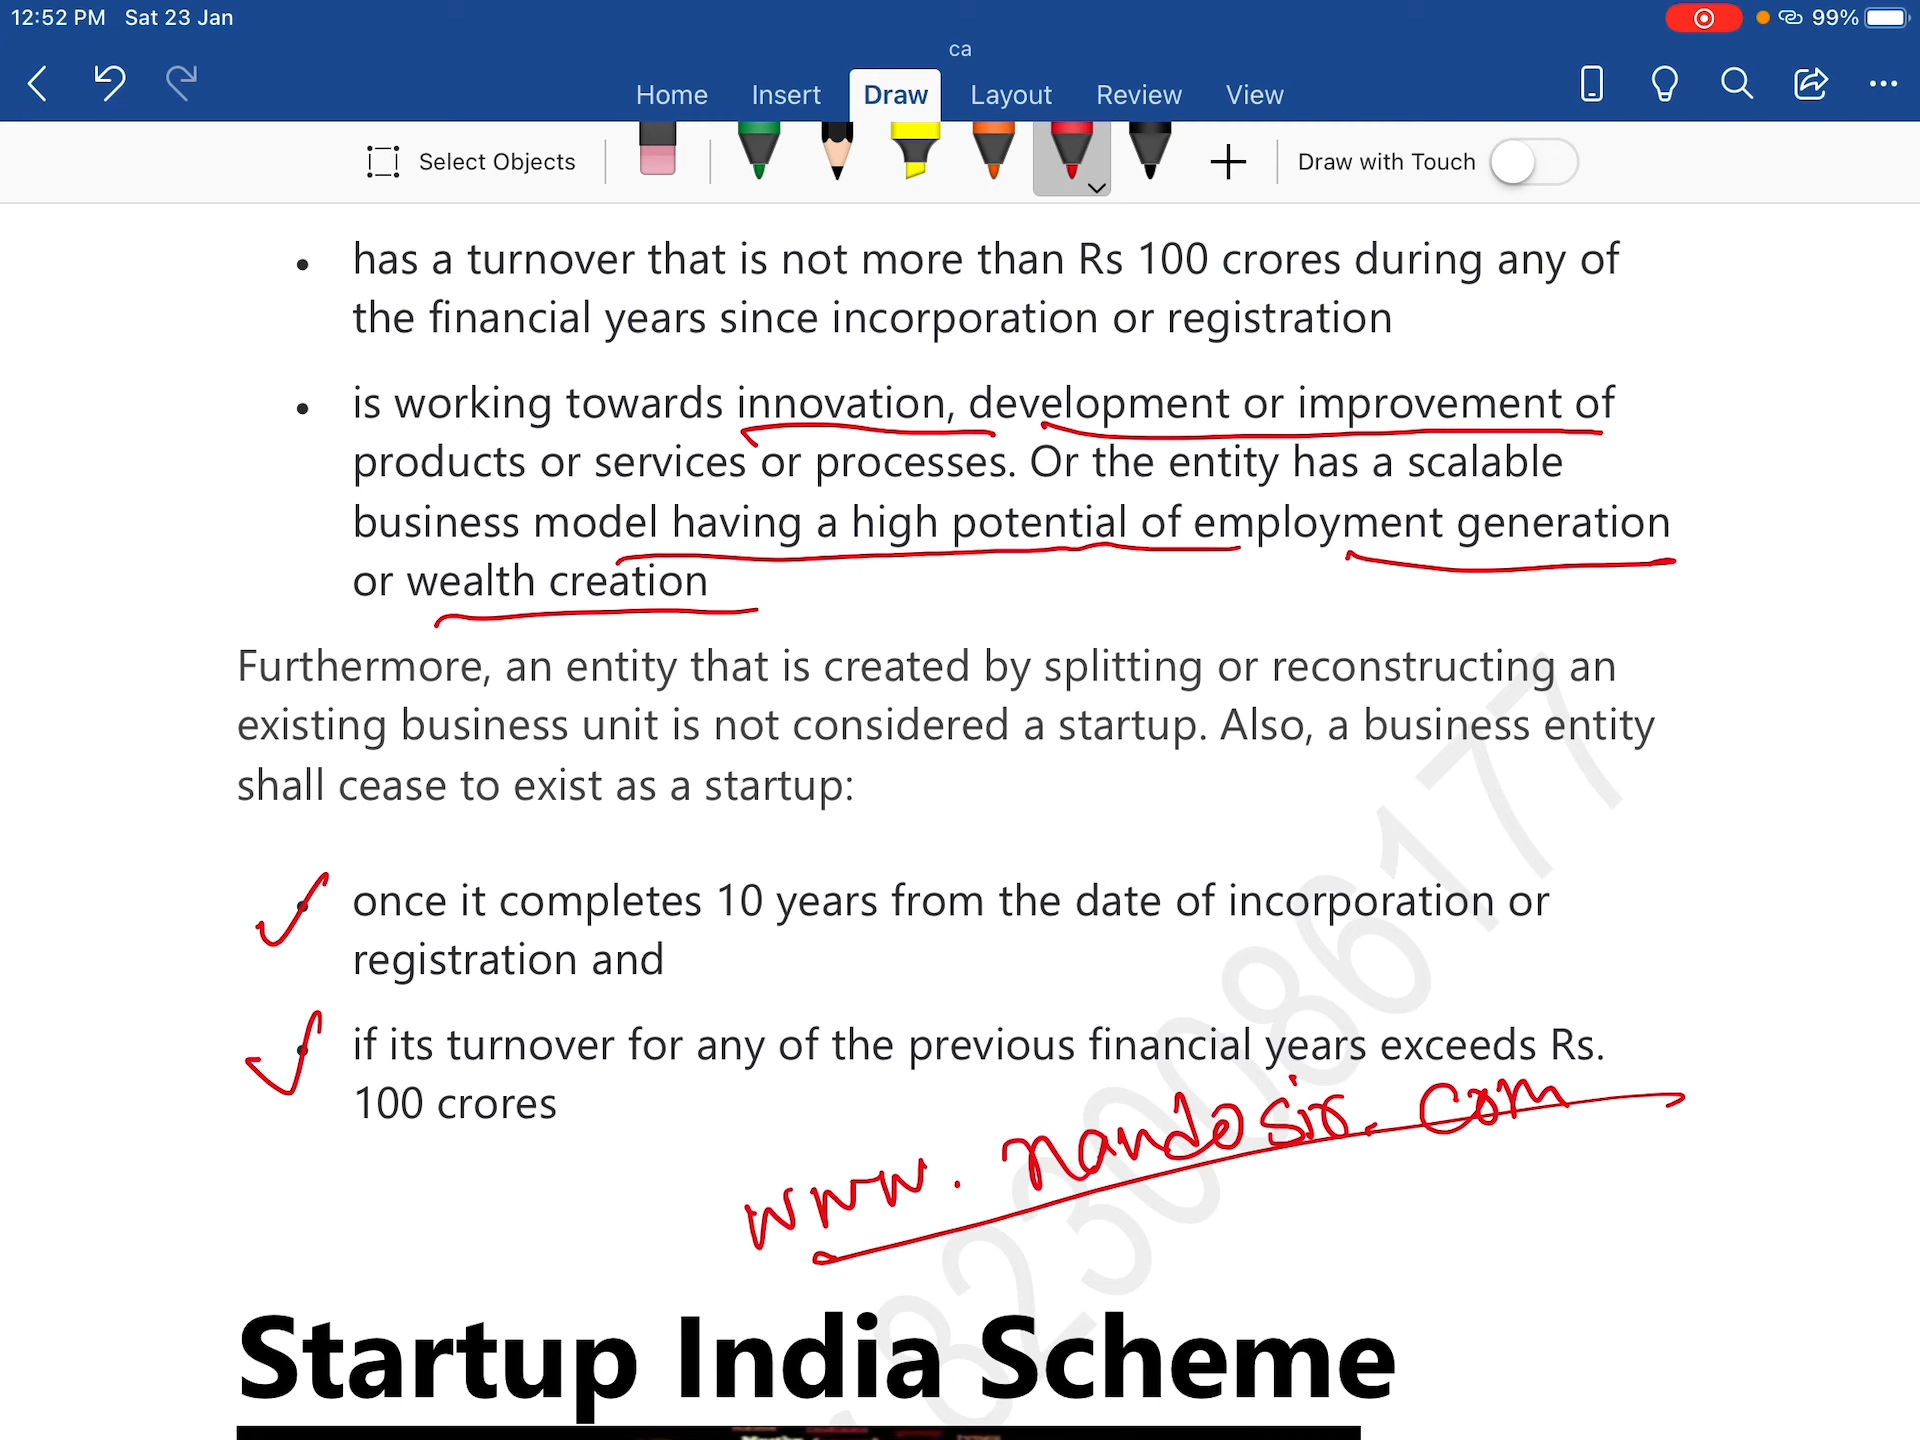 12:52 PM Sat 23 Jan
99%
ca
Home Insert Draw Layout Review View
Select Objects
Draw with Touch
• has a turnover that is not more than Rs 100 crores during any of
the financial years since incorporation or registration
• is working towards innovation, development or improvement of
products or services or processes. Or the entity has a scalable
business model having a high potential of employment generation
or wealth creation
Furthermore, an entity that is created by splitting or reconstructing an
existing business unit is not considered a startup. Also, a business entity
shall cease to exist as a startup:
• once it completes 10 years from the date of incorporation or
registration and
• if its turnover for any of the previous financial years exceeds Rs.
100 crores
www. nandosir. com
Startup India Scheme